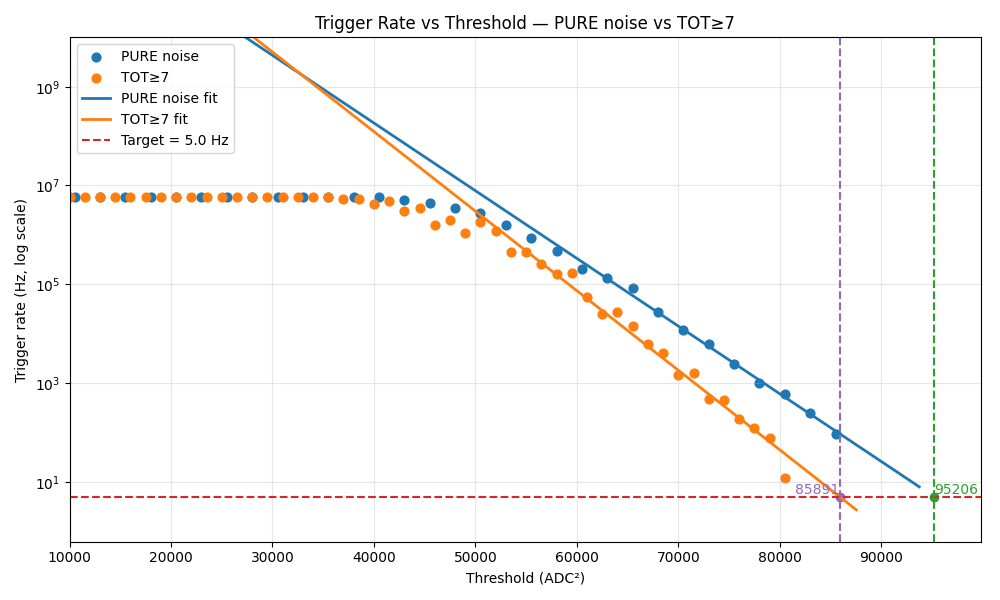 Trigger Rate vs Threshold — PURE noise vs TOT≥7
PURE noise
TOT≥7
PURE noise fit
TOT≥7 fit
Target = 5.0 Hz
Trigger rate (Hz, log scale)
10⁹
10⁷
10⁵
10³
10¹
85891
95206
10000 20000 30000 40000 50000 60000 70000 80000 90000
Threshold (ADC²)